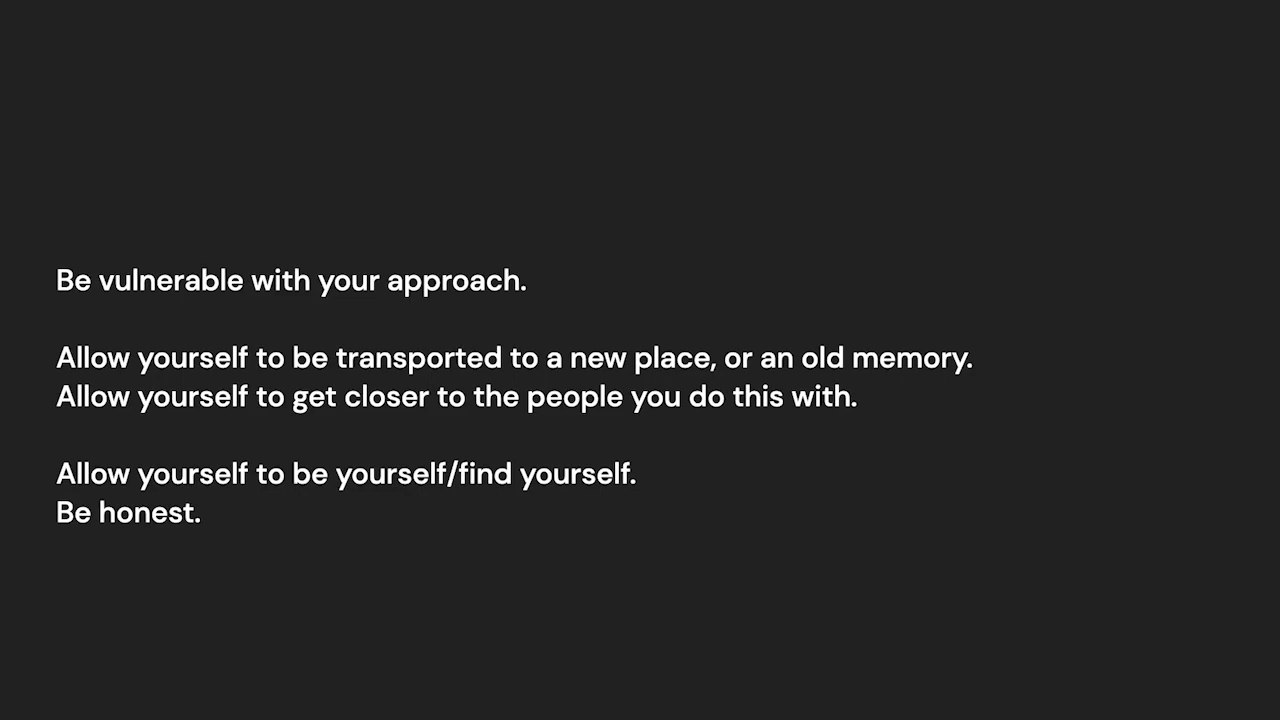 Be vulnerable with your approach.
Allow yourself to be transported to a new place, or an old memory.
Allow yourself to get closer to the people you do this with.
Allow yourself to be yourself/find yourself.
Be honest.